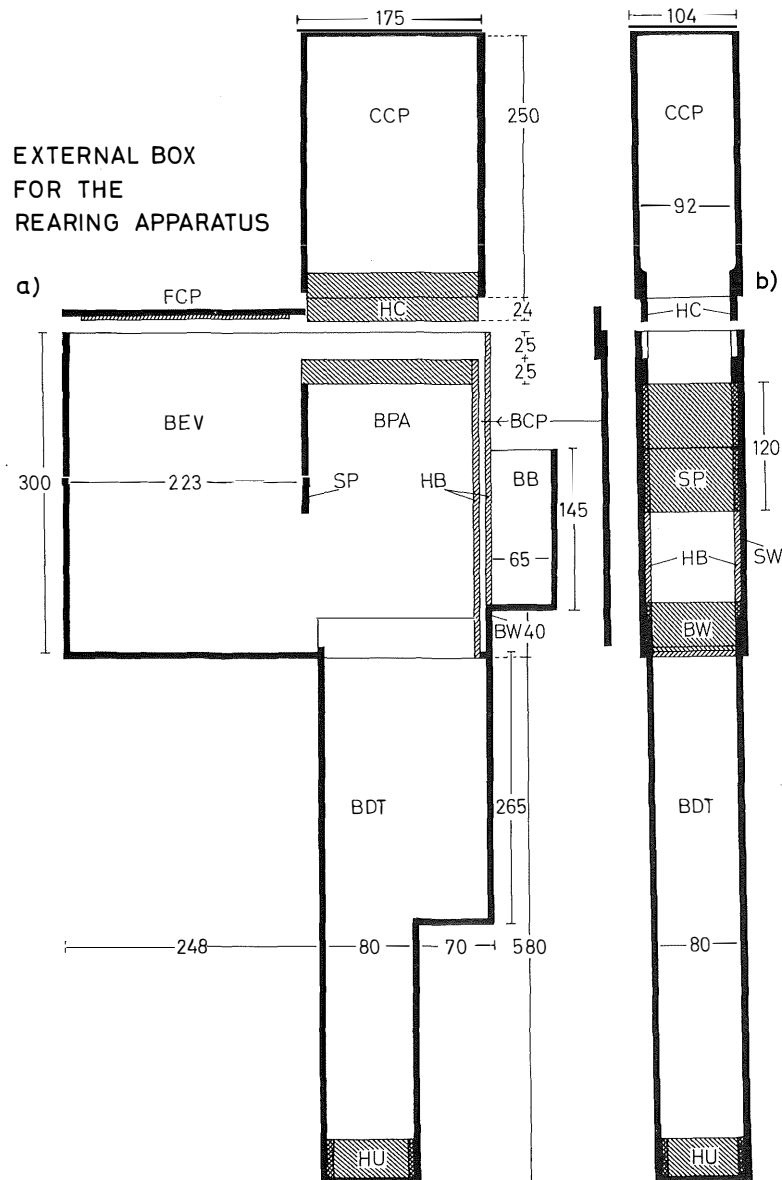 175
104
CCP
250
CCP
EXTERNAL BOX
FOR THE
REARING APPARATUS
92
a)
b)
FCP
HC
24
HC
25
25
BEV
BPA
BCP
120
300
223
SP
HB
BB
145
SP
65
HB
SW
BW 40
BW
BDT
265
BDT
248
80
70
580
80
HU
HU